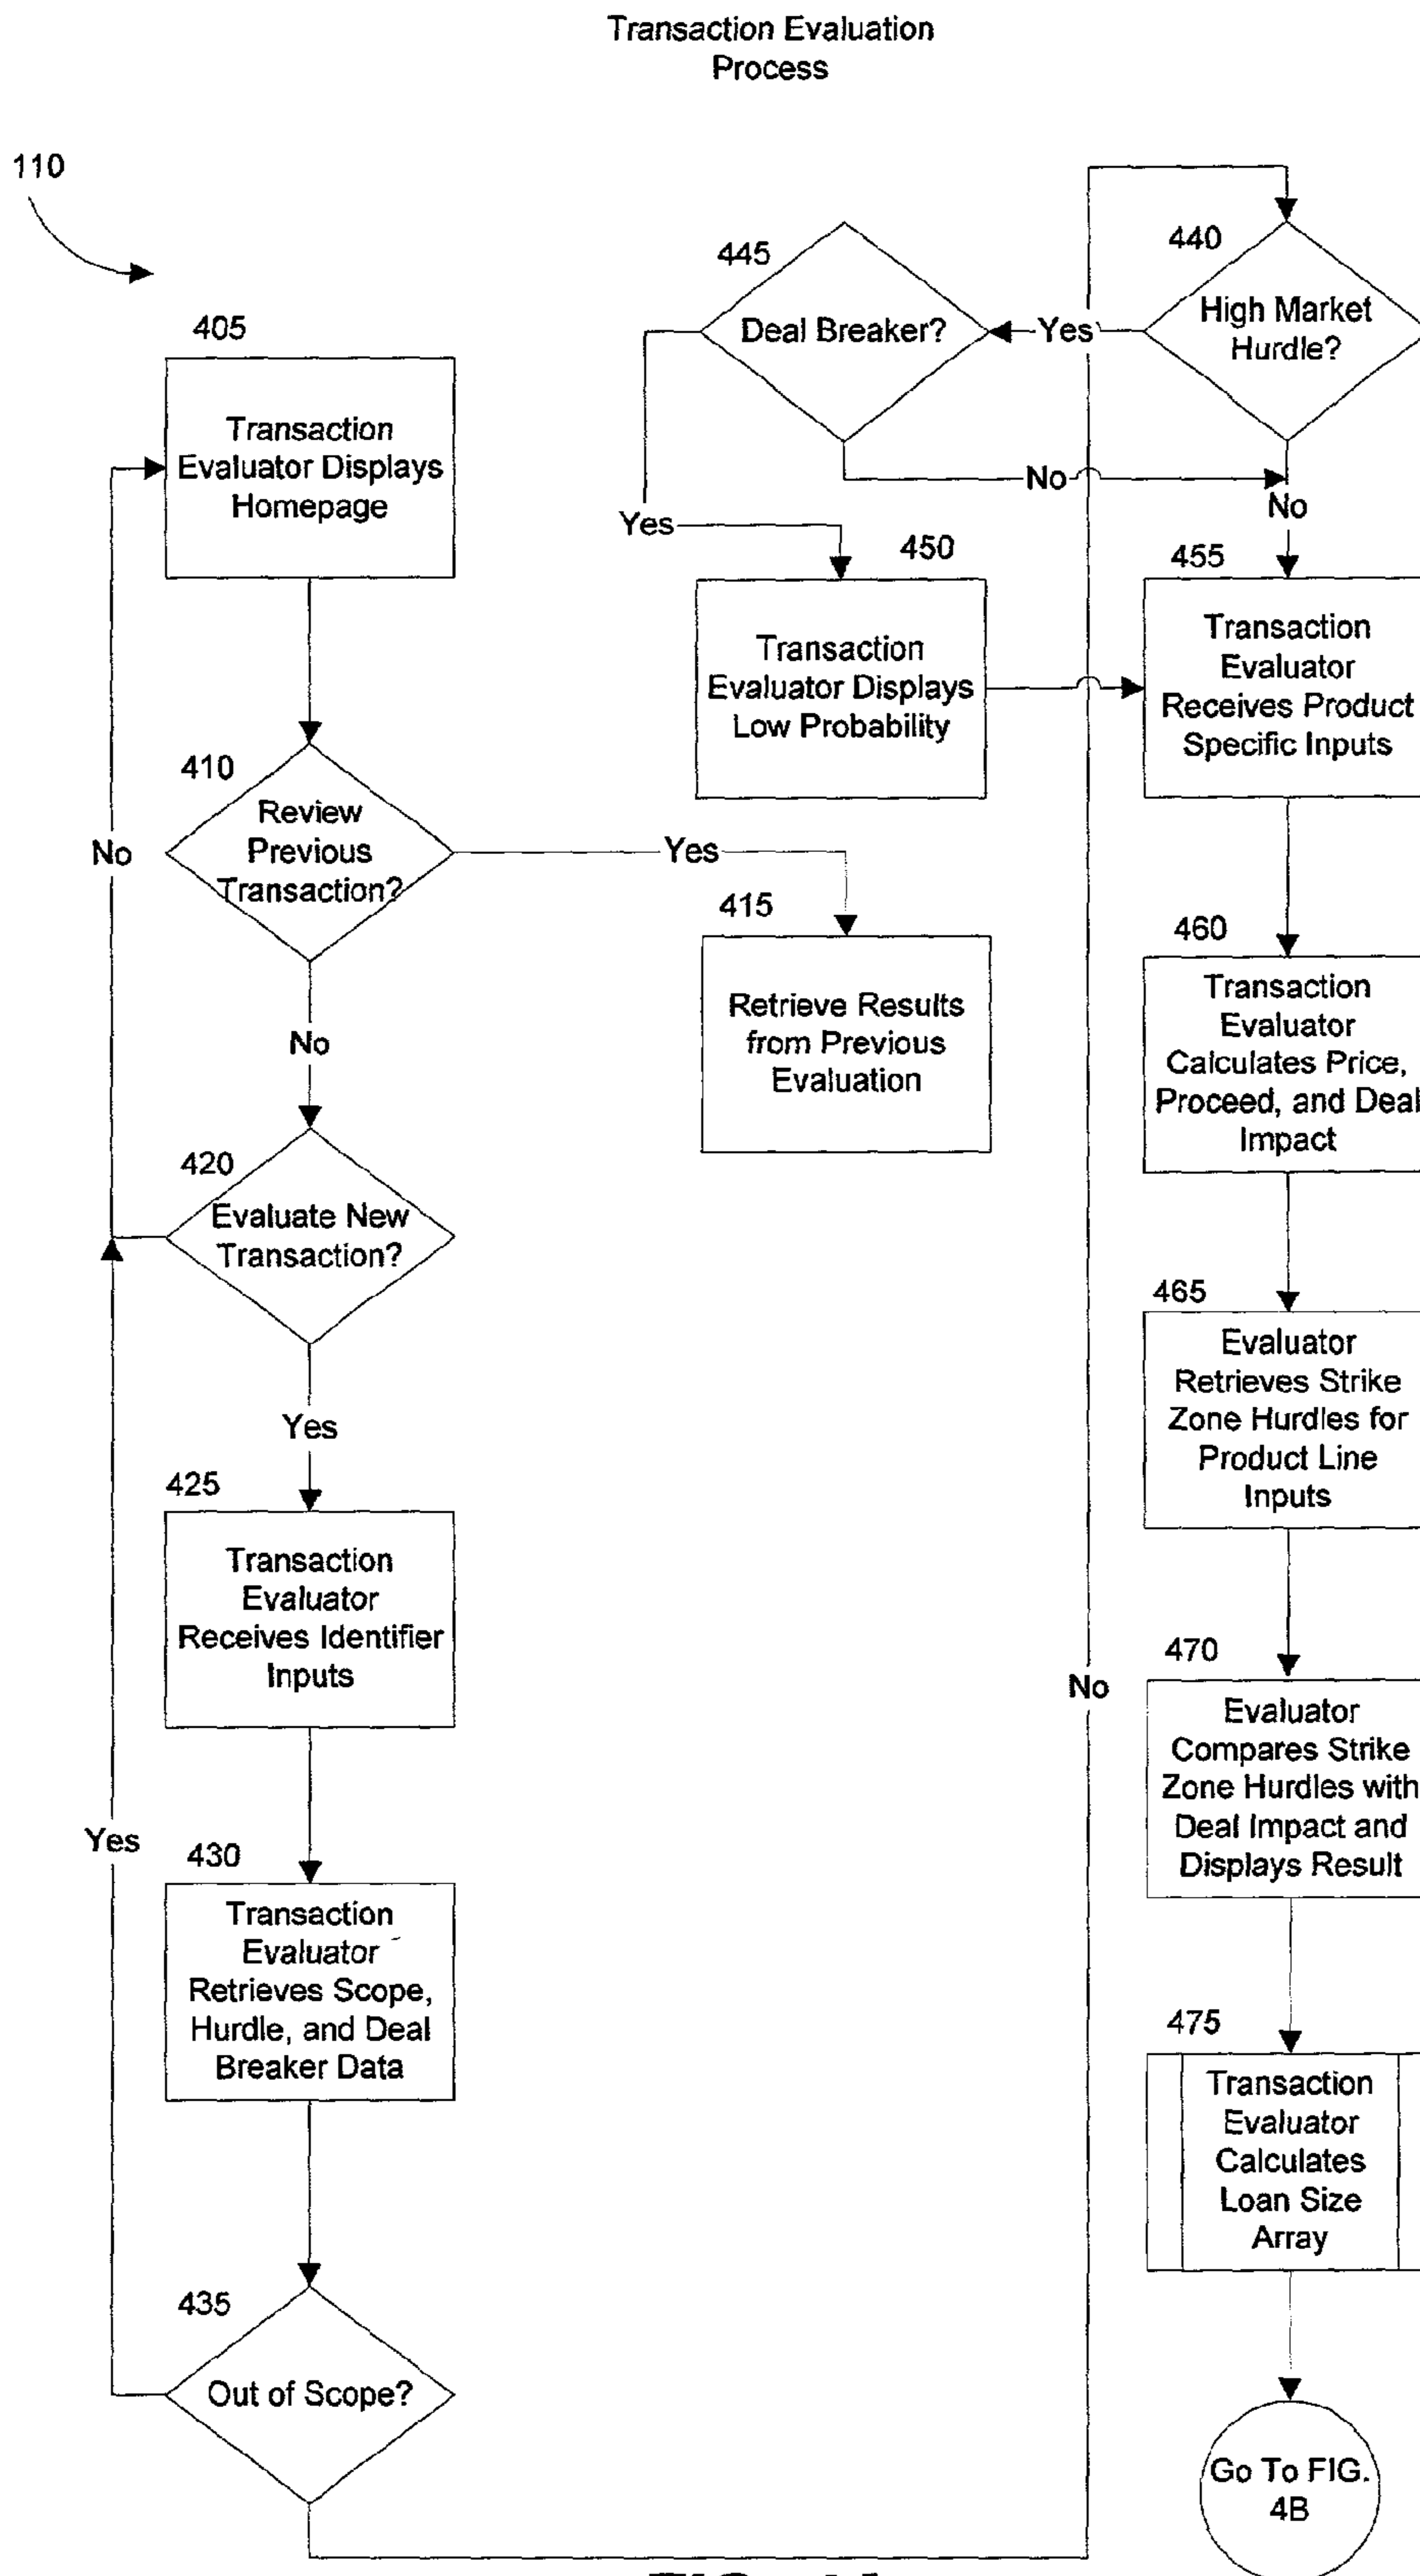 Transaction Evaluation
Process
110
405
Transaction
Evaluator Displays
Homepage
410
Review
Previous
Transaction?
Yes
No
No
415
Retrieve Results
from Previous
Evaluation
420
Evaluate New
Transaction?
Yes
425
Transaction
Evaluator
Receives Identifier
Inputs
430
Transaction
Evaluator
Retrieves Scope,
Hurdle, and Deal
Breaker Data
Yes
435
Out of Scope?
No
440
High Market
Hurdle?
Yes
No
445
Deal Breaker?
No
Yes
450
Transaction
Evaluator Displays
Low Probability
455
Transaction
Evaluator
Receives Product
Specific Inputs
460
Transaction
Evaluator
Calculates Price,
Proceed, and Deal
Impact
465
Evaluator
Retrieves Strike
Zone Hurdles for
Product Line
Inputs
470
Evaluator
Compares Strike
Zone Hurdles with
Deal Impact and
Displays Result
475
Transaction
Evaluator
Calculates
Loan Size
Array
Go To FIG.
4B